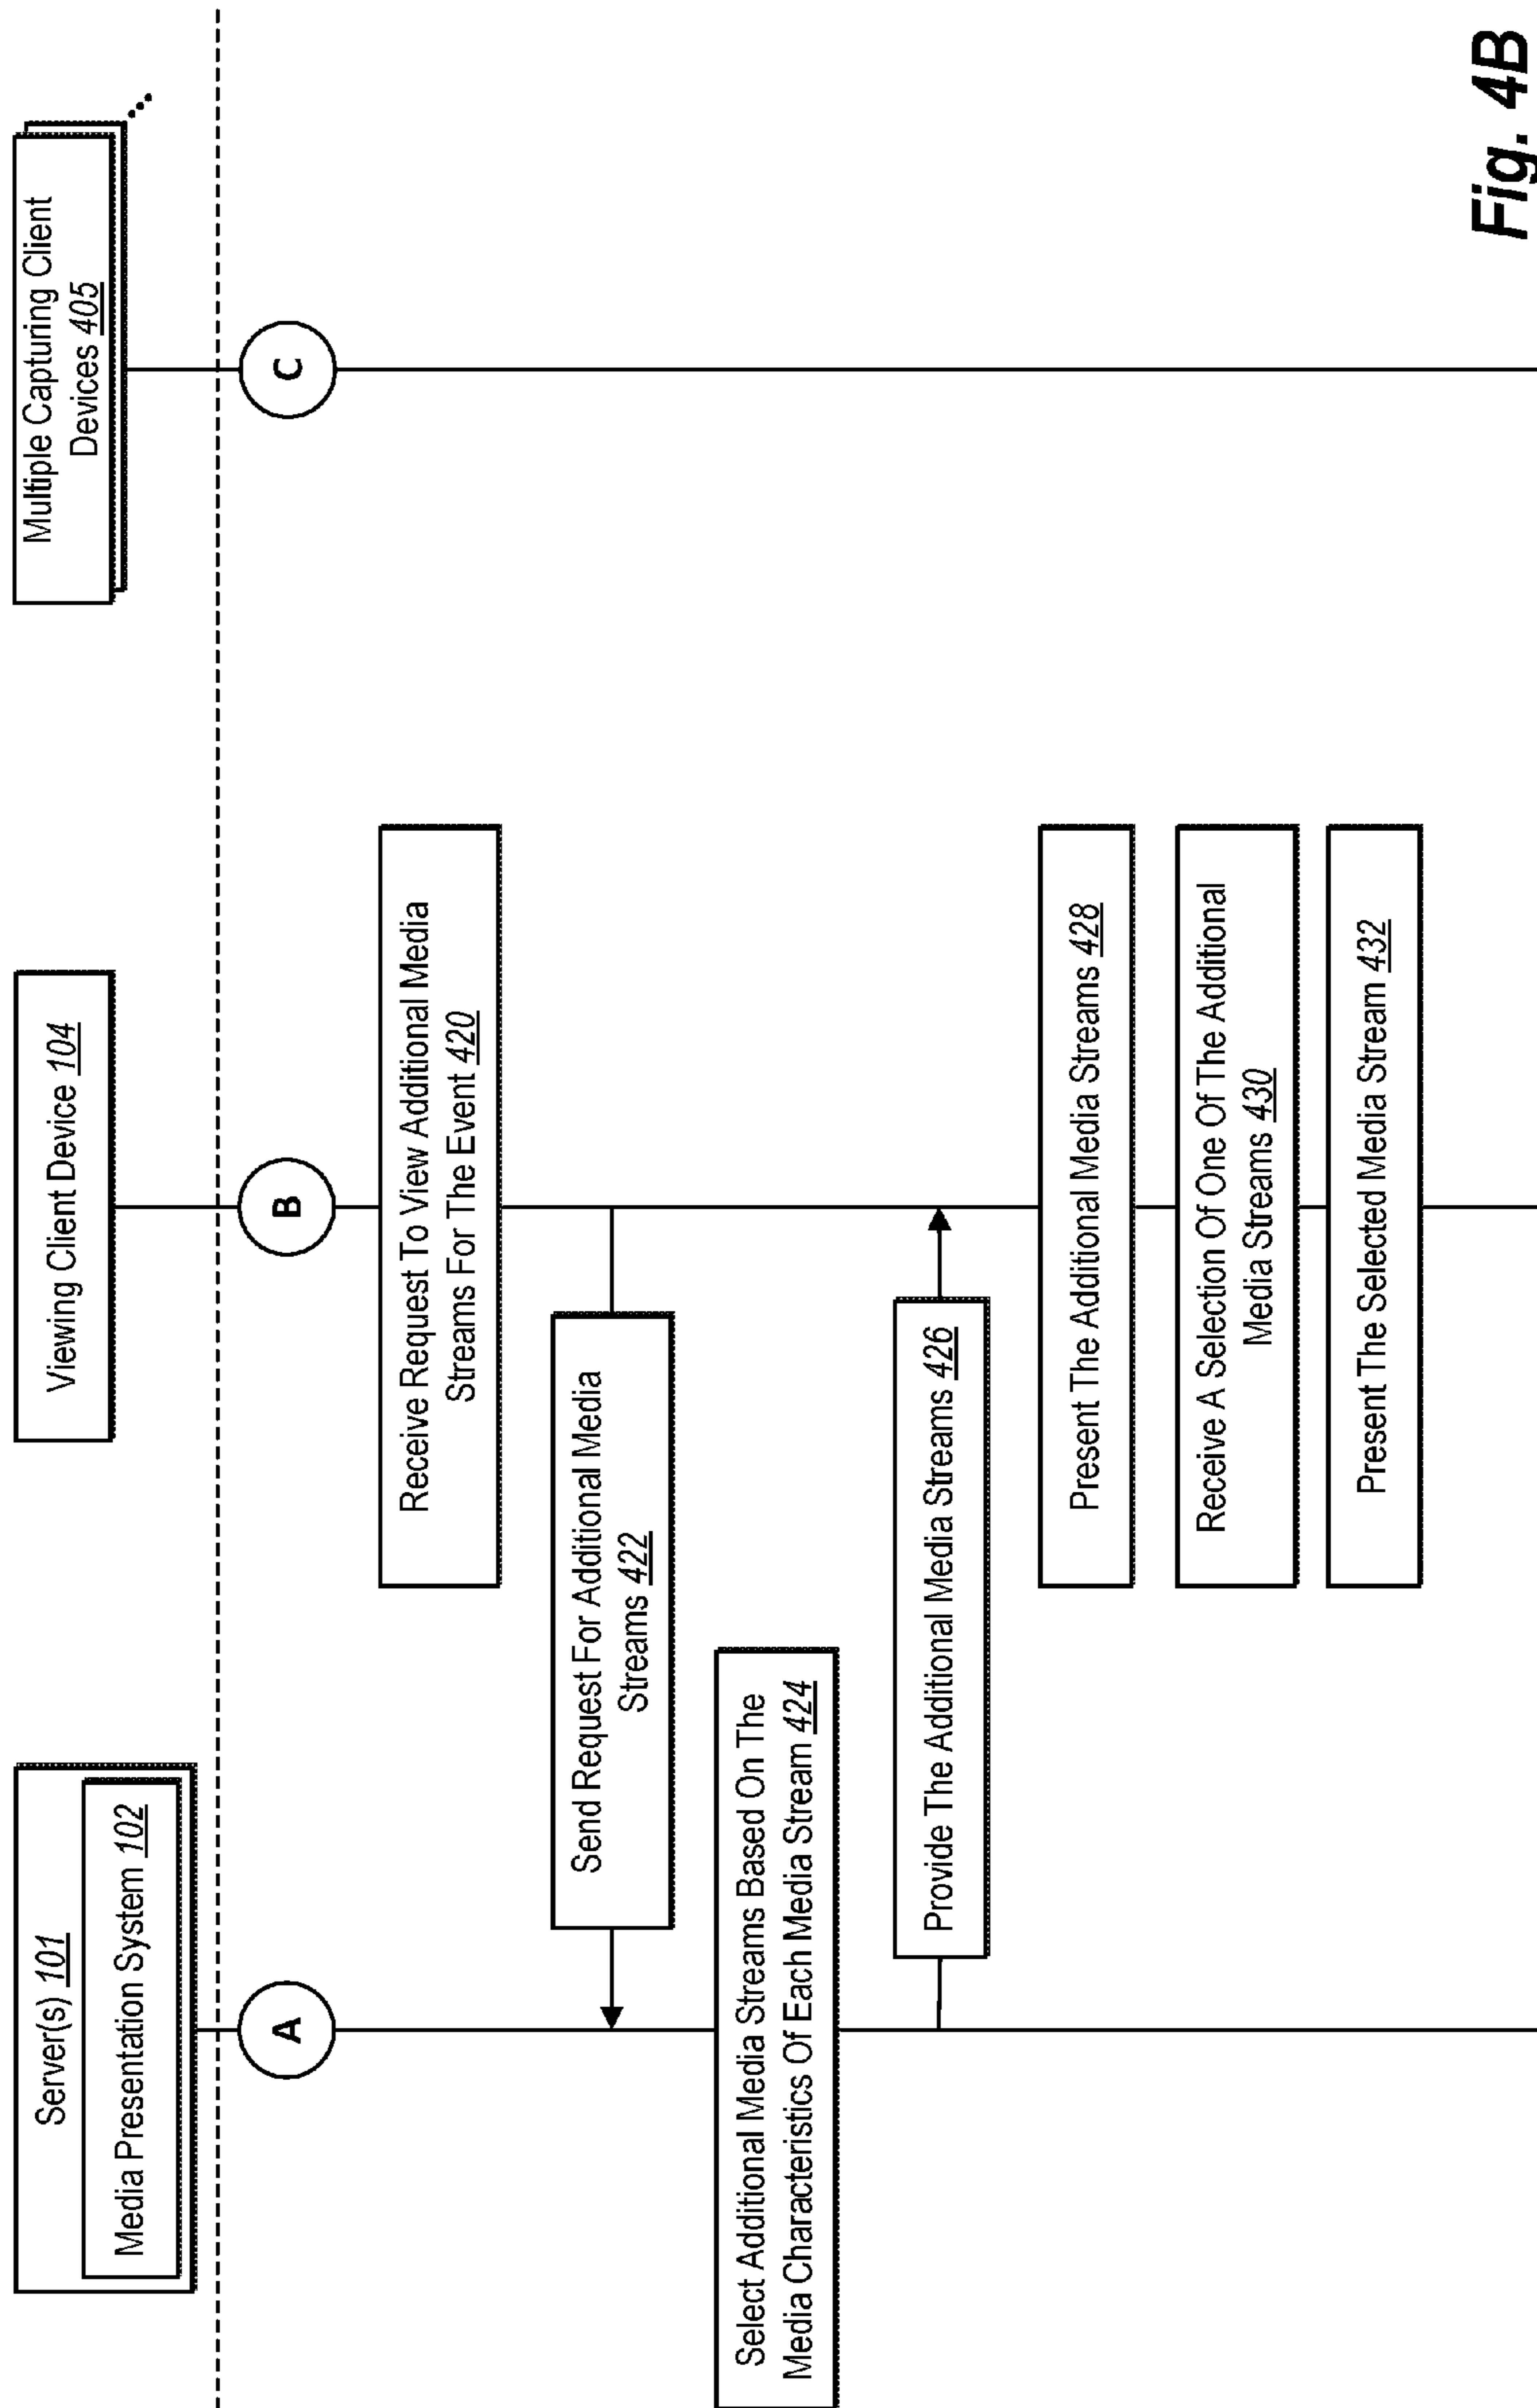 Server(s) 101
Media Presentation System 102
Viewing Client Device 104
Multiple Capturing Client
Devices 405
A
B
C
Receive Request To View Additional Media
Streams For The Event 420
Send Request For Additional Media
Streams 422
Select Additional Media Streams Based On The
Media Characteristics Of Each Media Stream 424
Provide The Additional Media Streams 426
Present The Additional Media Streams 428
Receive A Selection Of One Of The Additional
Media Streams 430
Present The Selected Media Stream 432
Fig. 4B